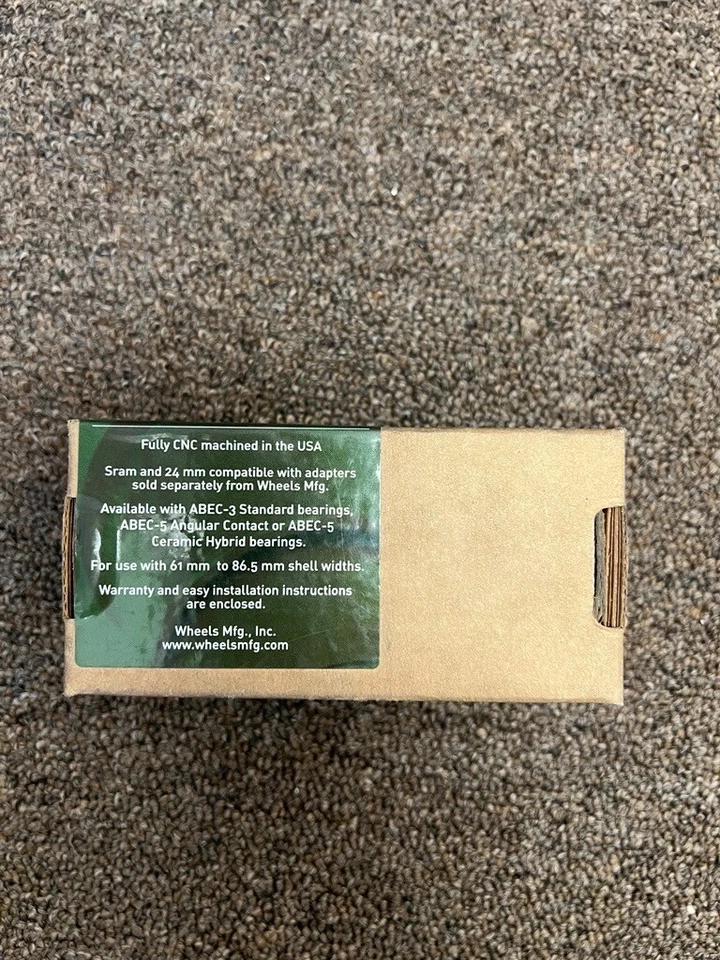 Fully CNC machined in the USA
Sram and 24 mm compatible with adapters
sold separately from Wheels Mfg.
Available with ABEC-3 Standard bearings,
ABEC-5 Angular Contact or ABEC-5
Ceramic Hybrid bearings.
For use with 61 mm to 86.5 mm shell widths.
Warranty and easy installation instructions
are enclosed.
Wheels Mfg., Inc.
www.wheelsmfg.com